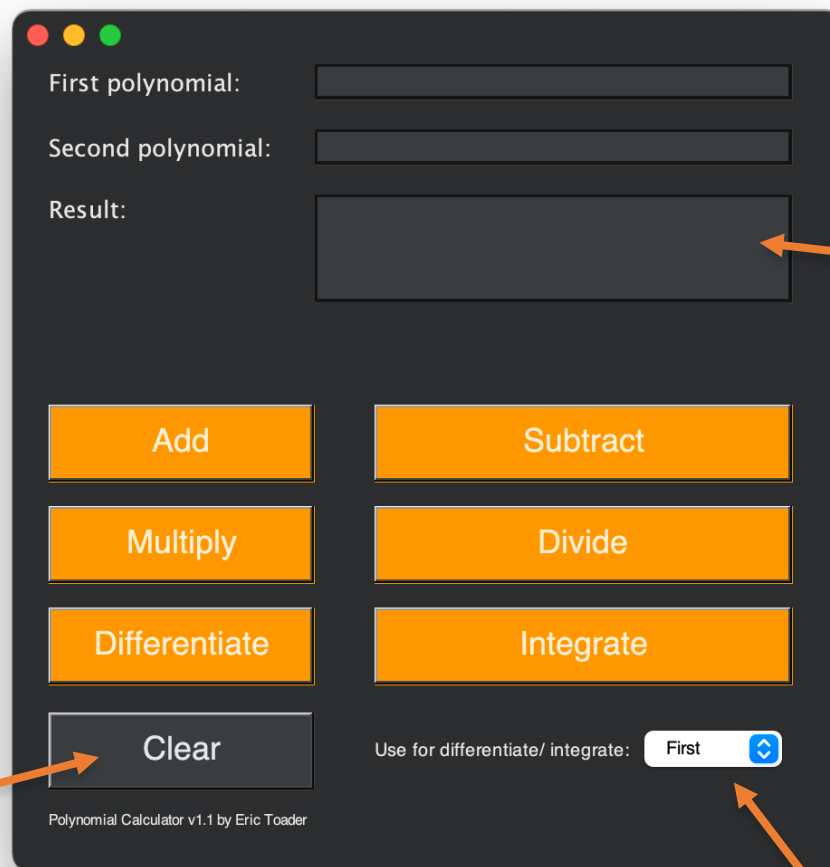 First polynomial:
Second polynomial:
Result:
Add
Subtract
Multiply
Divide
Differentiate
Integrate
Clear
Use for differentiate/ integrate:
First
Polynomial Calculator v1.1 by Eric Toader